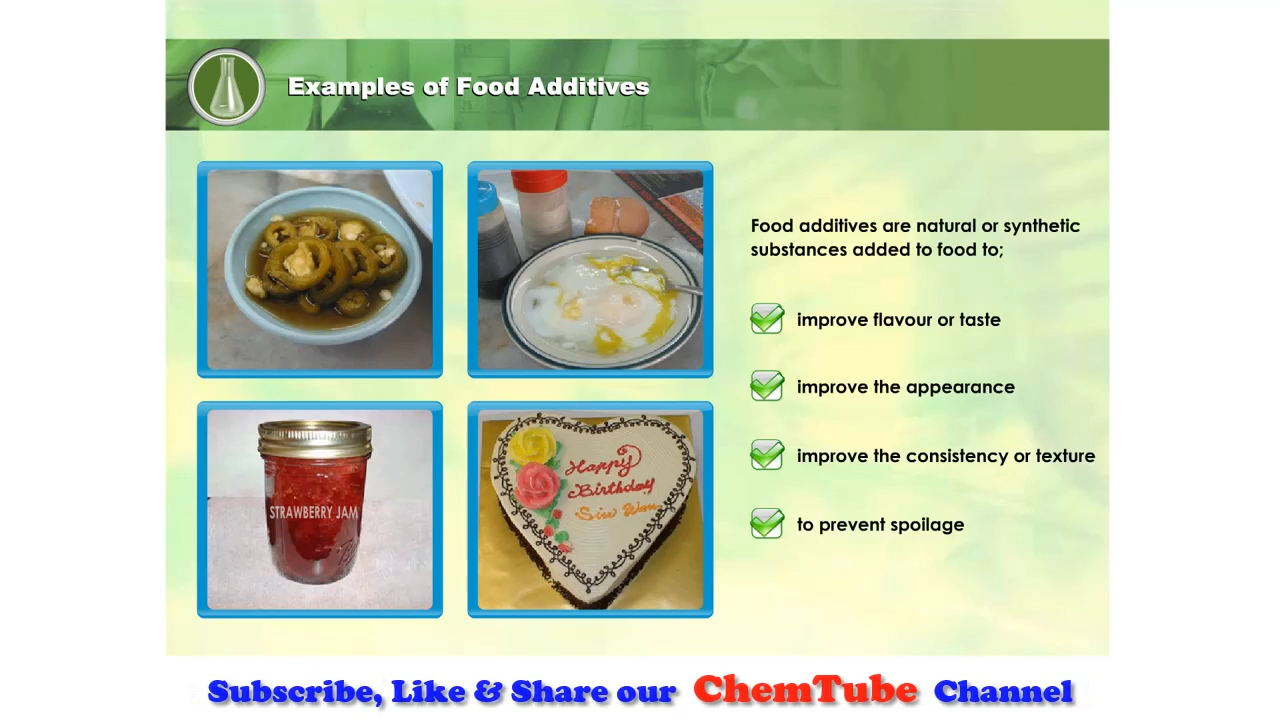 Examples of Food Additives
Food additives are natural or synthetic
substances added to food to;
improve flavour or taste
improve the appearance
improve the consistency or texture
to prevent spoilage
STRAWBERRY JAM
Happy
Birthday
Siw Wan
Subscribe, Like & Share our ChemTube Channel